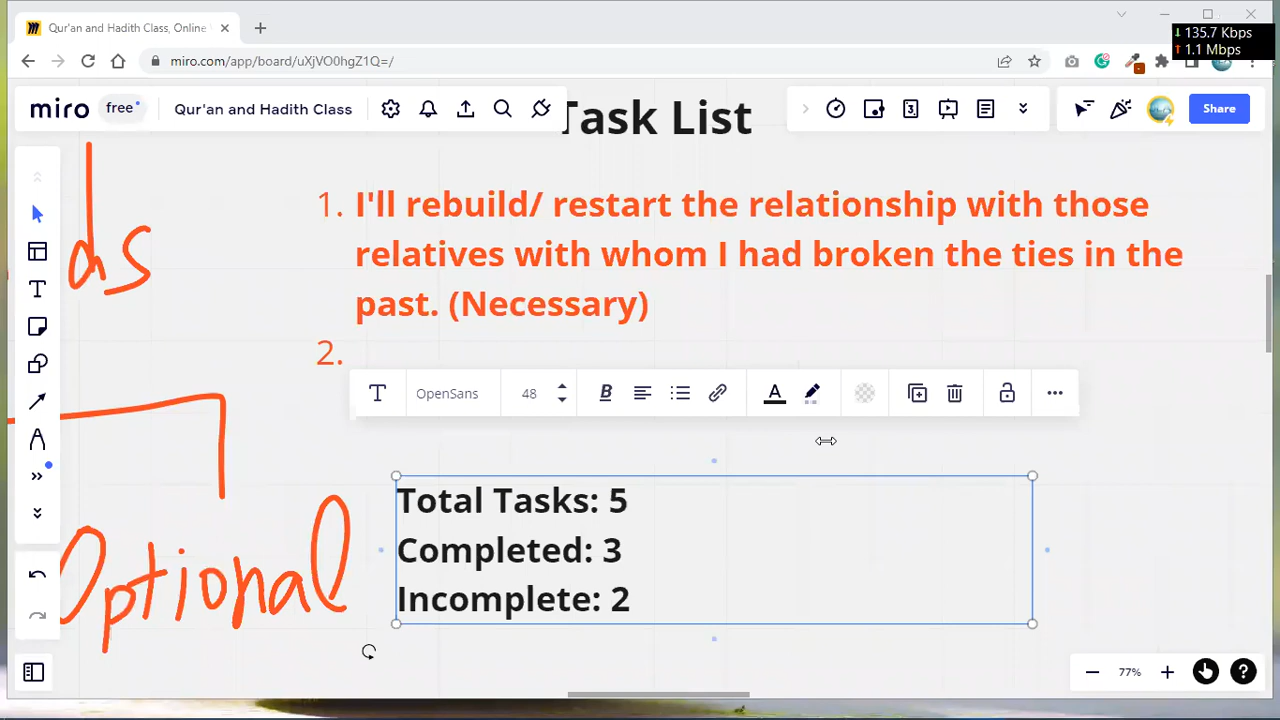 Qur'an and Hadith Class, Online
135.7 Kbps
1.1 Mbps
miro.com/app/board/uXjVO0hgZ1Q=/
miro
free
Qur'an and Hadith Class
Task List
Share
1. I'll rebuild/ restart the relationship with those
relatives with whom I had broken the ties in the
past. (Necessary)
2.
ds
OpenSans
48
Total Tasks: 5
Completed: 3
Incomplete: 2
Optional
77%